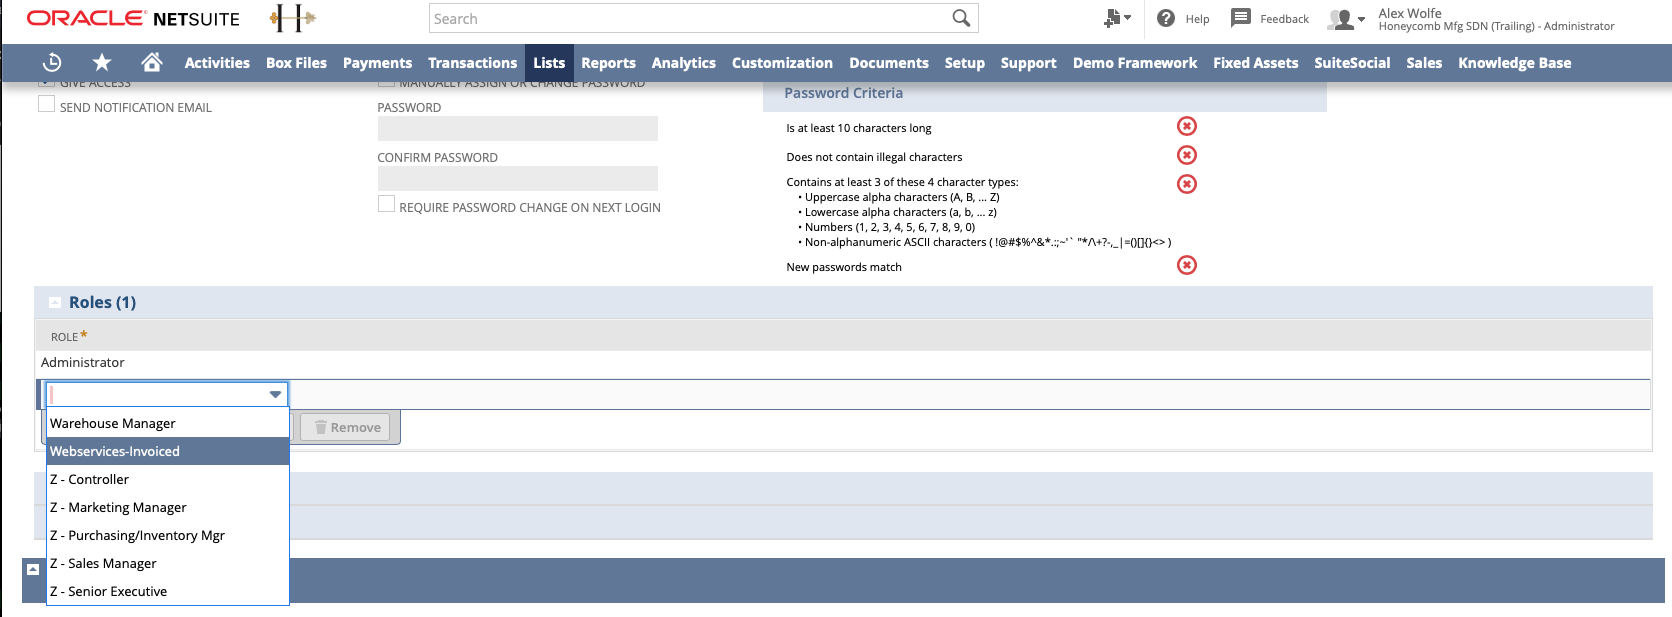 ORACLE NETSUITE
H
Search
Help
Feedback
Alex Wolfe
Honeycomb Mfg SDN (Trailing) - Administrator
Activities Box Files Payments Transactions Lists Reports Analytics Customization Documents Setup Support Demo Framework Fixed Assets SuiteSocial Sales Knowledge Base
GIVE ACCESS
SEND NOTIFICATION EMAIL
MANUALLY ASSIGN OR CHANGE PASSWORD
PASSWORD
CONFIRM PASSWORD
REQUIRE PASSWORD CHANGE ON NEXT LOGIN
Password Criteria
Is at least 10 characters long
Does not contain illegal characters
Contains at least 3 of these 4 character types:
• Uppercase alpha characters (A, B, ... Z)
• Lowercase alpha characters (a, b, ... z)
• Numbers (1, 2, 3, 4, 5, 6, 7, 8, 9, 0)
• Non-alphanumeric ASCII characters ( !@#$%^&*.:;~'` "*/\+?-,_|=()[]{}<> )
New passwords match
Roles (1)
ROLE*
Administrator
Remove
Warehouse Manager
Webservices-Invoiced
Z - Controller
Z - Marketing Manager
Z - Purchasing/Inventory Mgr
Z - Sales Manager
Z - Senior Executive